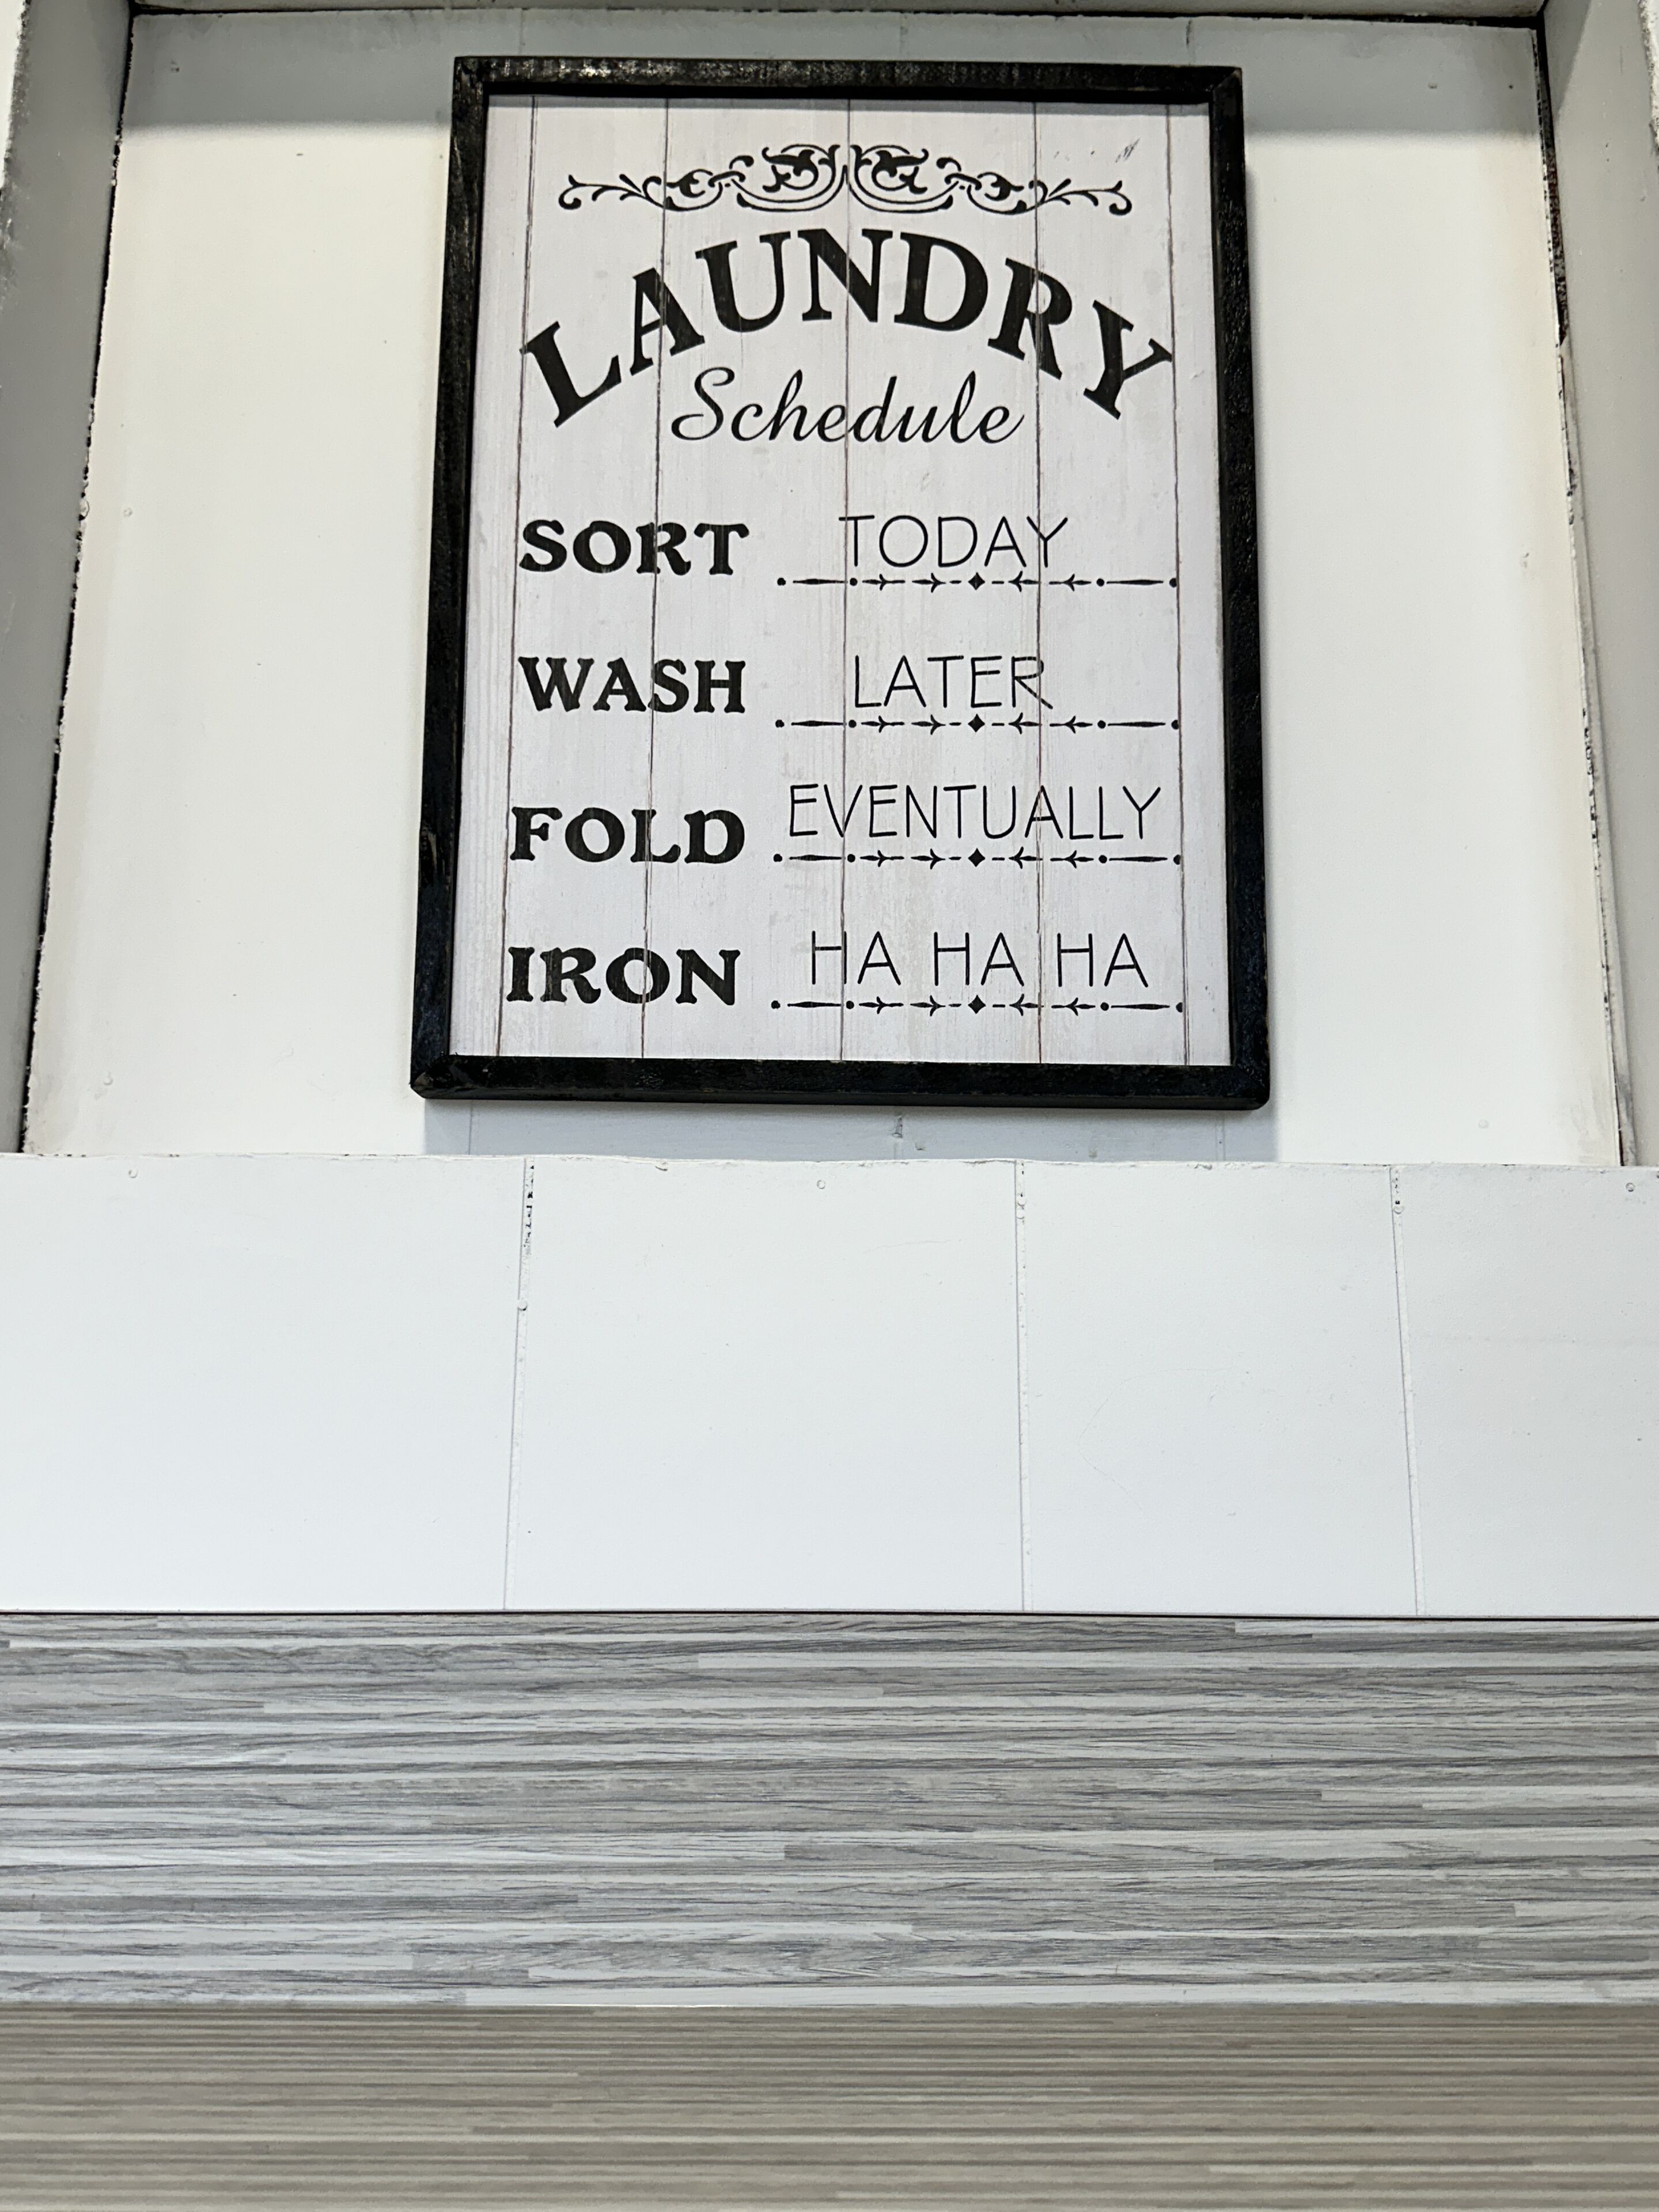 LAUNDRY
Schedule
SORT TODAY
WASH LATER
FOLD EVENTUALLY
IRON HA HA HA